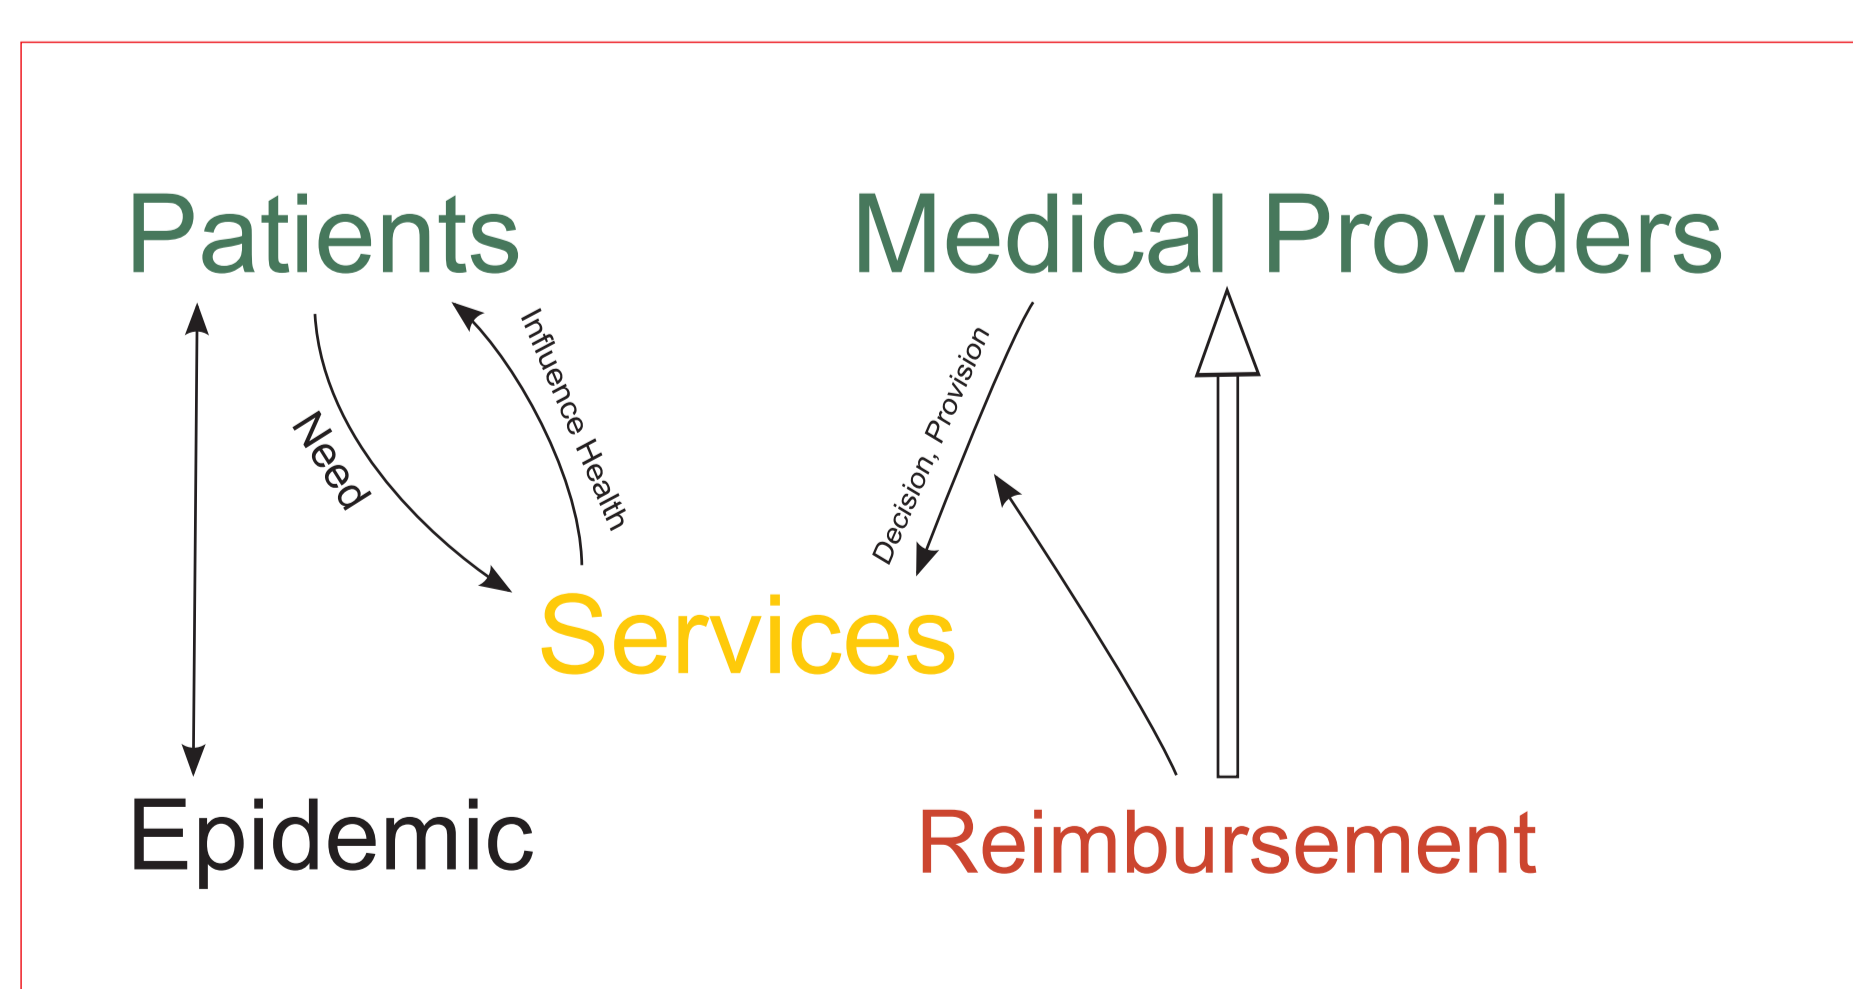 Patients
Medical Providers
Need
Influence Health
Decision, Provision
Services
Epidemic
Reimbursement